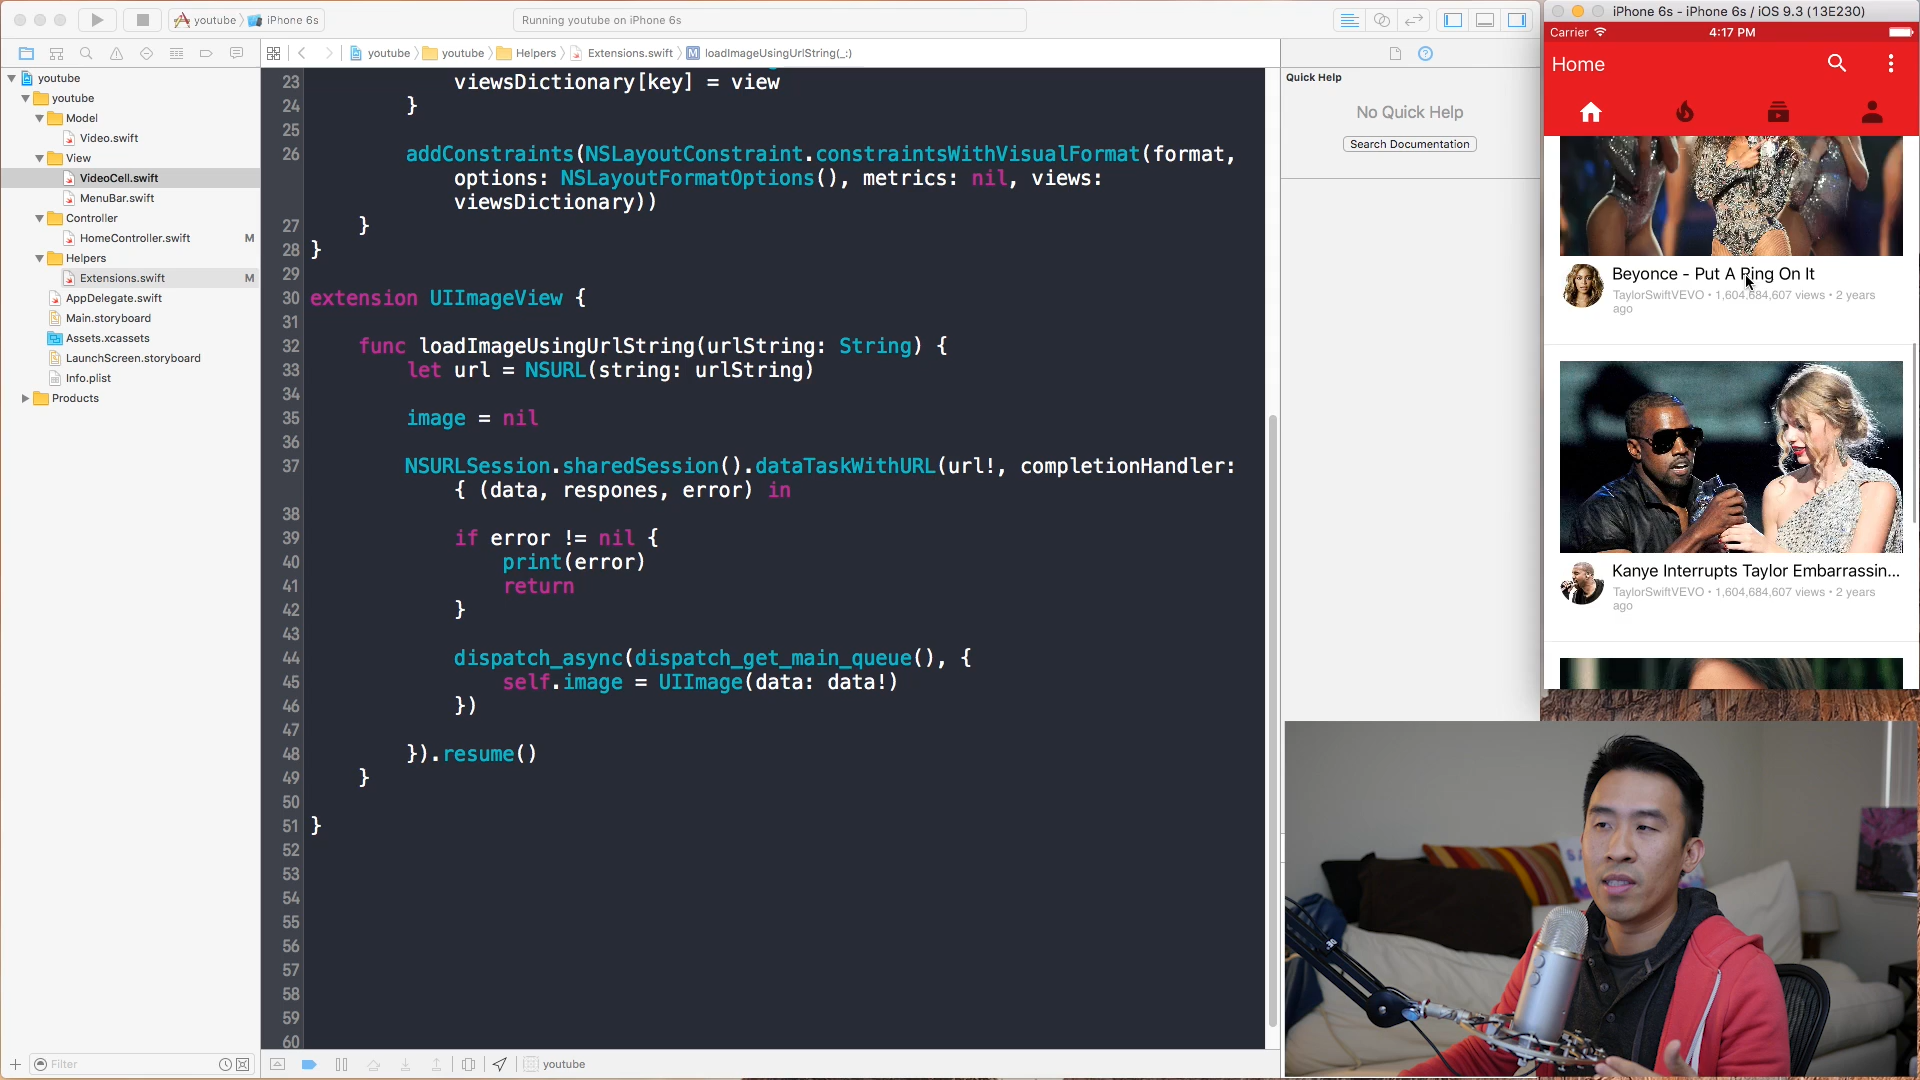 youtube
iPhone 6s
Running youtube on iPhone 6s
iPhone 6s - iPhone 6s / iOS 9.3 (13E230)
youtube
youtube
Helpers
Extensions.swift
M
loadImageUsingUrlString(_:)
youtube
youtube
Model
Video.swift
View
VideoCell.swift
MenuBar.swift
Controller
HomeController.swift M
Helpers
Extensions.swift M
AppDelegate.swift
Main.storyboard
Assets.xcassets
LaunchScreen.storyboard
Info.plist
Products
Filter
23 viewsDictionary[key] = view
24 }
25
26 addConstraints(NSLayoutConstraint.constraintsWithVisualFormat(format,
options: NSLayoutFormatOptions(), metrics: nil, views:
viewsDictionary))
27 }
28 }
29
30 extension UIImageView {
31
32 func loadImageUsingUrlString(urlString: String) {
33 let url = NSURL(string: urlString)
34
35 image = nil
36
37 NSURLSession.sharedSession().dataTaskWithURL(url!, completionHandler:
{ (data, respones, error) in
38
39 if error != nil {
40 print(error)
41 return
42 }
43
44 dispatch_async(dispatch_get_main_queue(), {
45 self.image = UIImage(data: data!)
46 })
47
48 }).resume()
49 }
50
51 }
52
53
54
55
56
57
58
59
60
youtube
Quick Help
No Quick Help
Search Documentation
Carrier
4:17 PM
Home
Beyonce - Put A Ring On It
TaylorSwiftVEVO • 1,604,684,607 views • 2 years
ago
Kanye Interrupts Taylor Embarrassin...
TaylorSwiftVEVO • 1,604,684,607 views • 2 years
ago